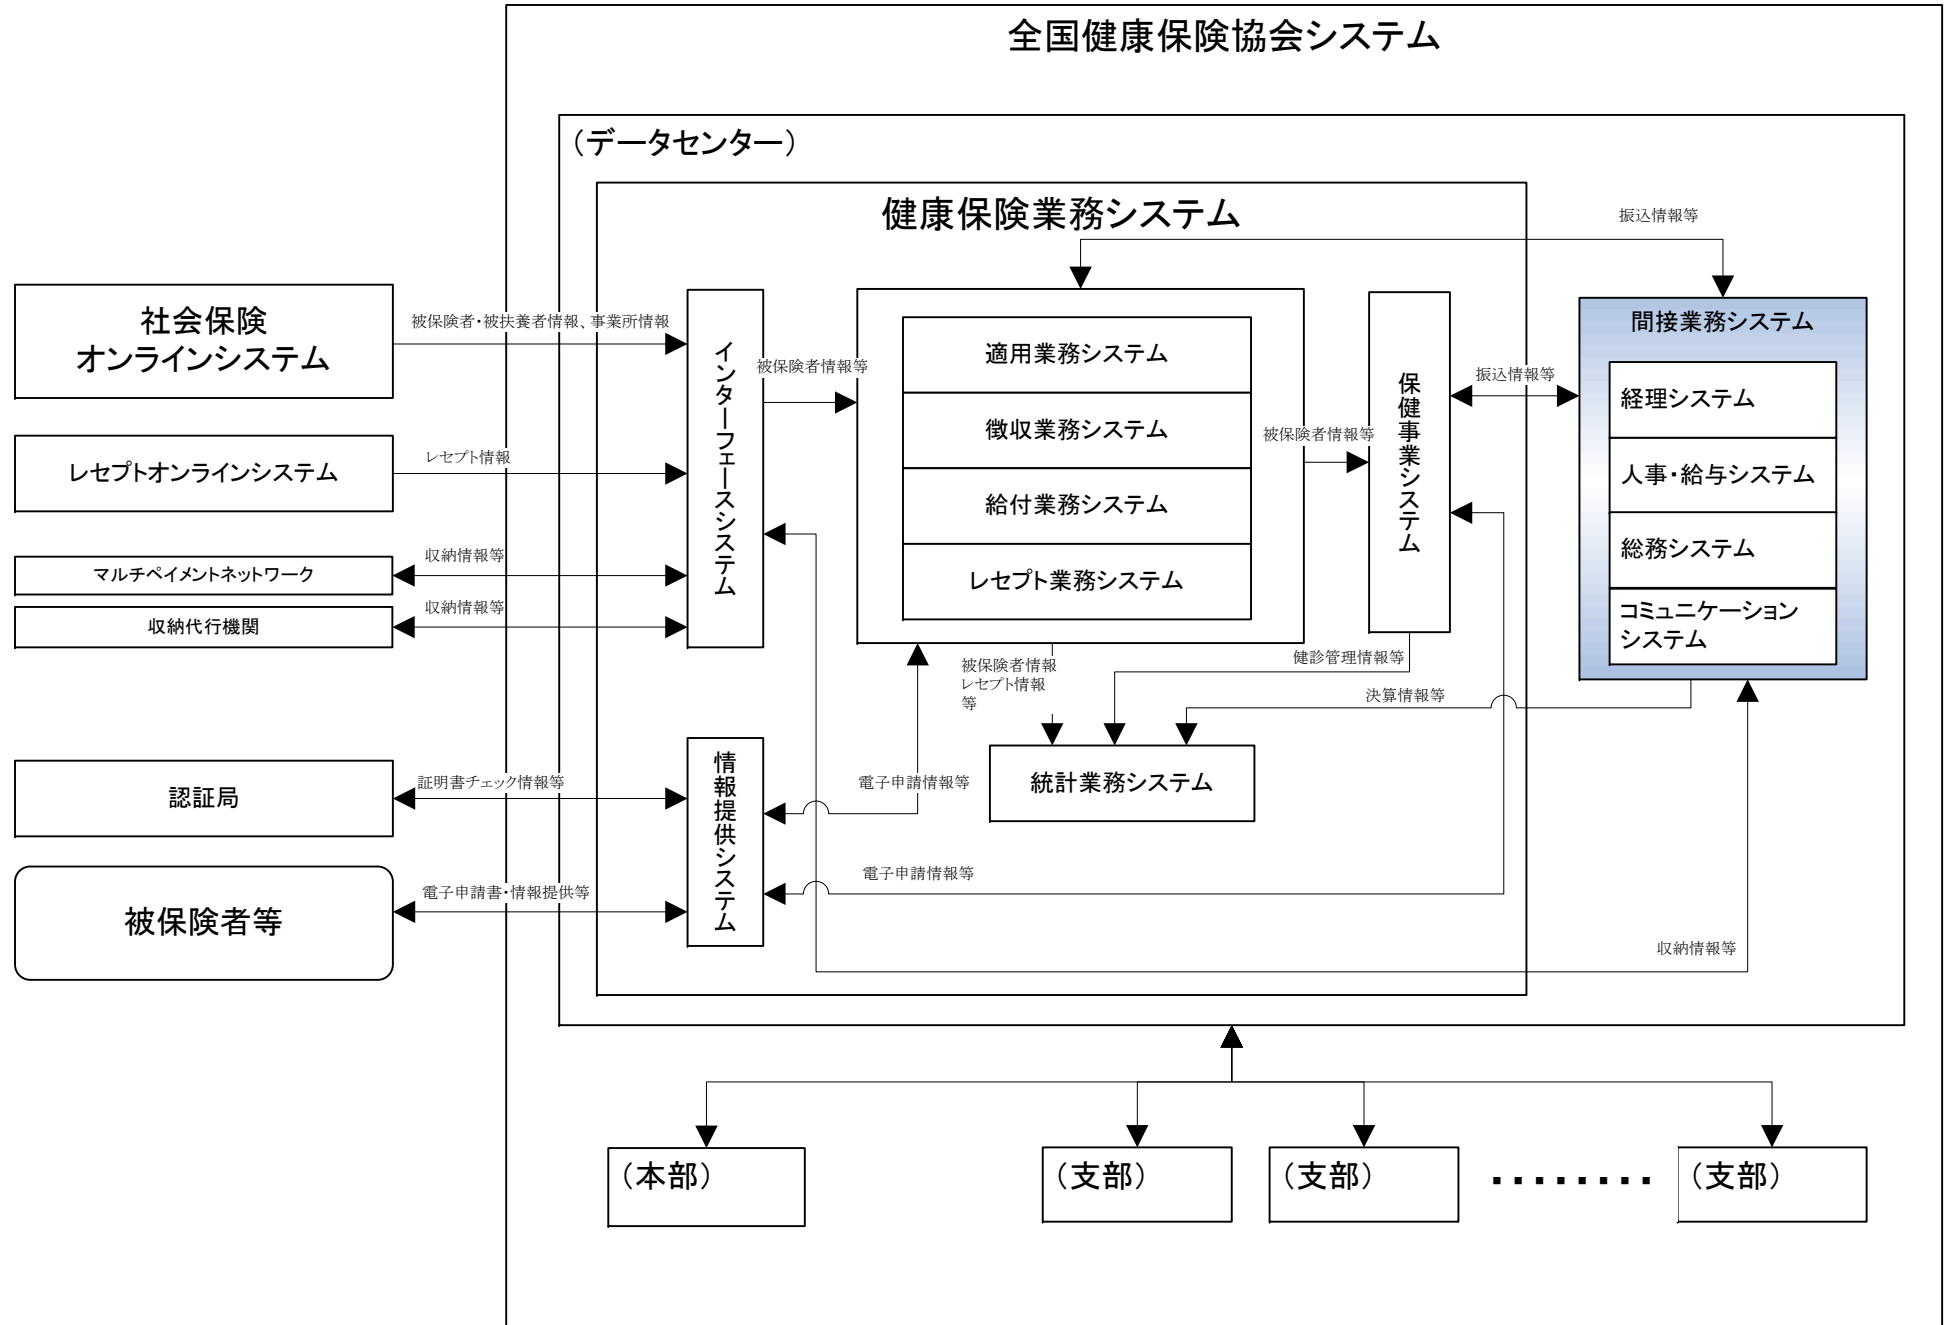 全国健康保険協会システム
（データセンター）
健康保険業務システム
振込情報等
社会保険
オンラインシステム
被保険者・被扶養者情報、事業所情報
レセプトオンラインシステム
レセプト情報
マルチペイメントネットワーク
収納情報等
収納代行機関
収納情報等
インターフェースシステム
被保険者情報等
適用業務システム
徴収業務システム
給付業務システム
レセプト業務システム
被保険者情報等
保健事業システム
振込情報等
間接業務システム
経理システム
人事・給与システム
総務システム
コミュニケーション
システム
被保険者情報
レセプト情報
等
健診管理情報等
決算情報等
統計業務システム
認証局
証明書チェック情報等
被保険者等
電子申請書・情報提供等
情報提供システム
電子申請情報等
電子申請情報等
収納情報等
（本部）
（支部）
（支部）
・・・・・・・・
（支部）